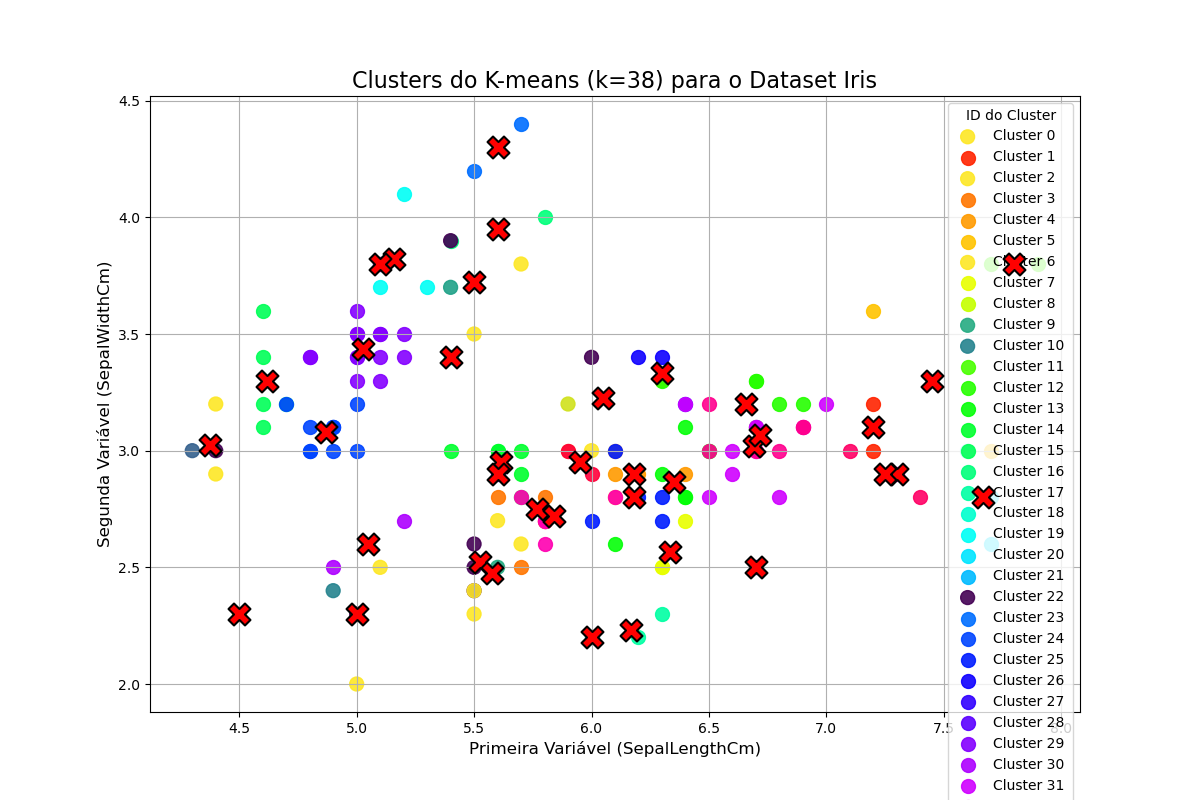 Clusters do K-means (k=38) para o Dataset Iris
4.5
4.0
3.5
3.0
2.5
2.0
Segunda Variável (SepalWidthCm)
4.5
5.0
5.5
6.0
6.5
7.0
7.5
8.0
Primeira Variável (SepalLengthCm)
ID do Cluster
Cluster 0
Cluster 1
Cluster 2
Cluster 3
Cluster 4
Cluster 5
Cluster 6
Cluster 7
Cluster 8
Cluster 9
Cluster 10
Cluster 11
Cluster 12
Cluster 13
Cluster 14
Cluster 15
Cluster 16
Cluster 17
Cluster 18
Cluster 19
Cluster 20
Cluster 21
Cluster 22
Cluster 23
Cluster 24
Cluster 25
Cluster 26
Cluster 27
Cluster 28
Cluster 29
Cluster 30
Cluster 31